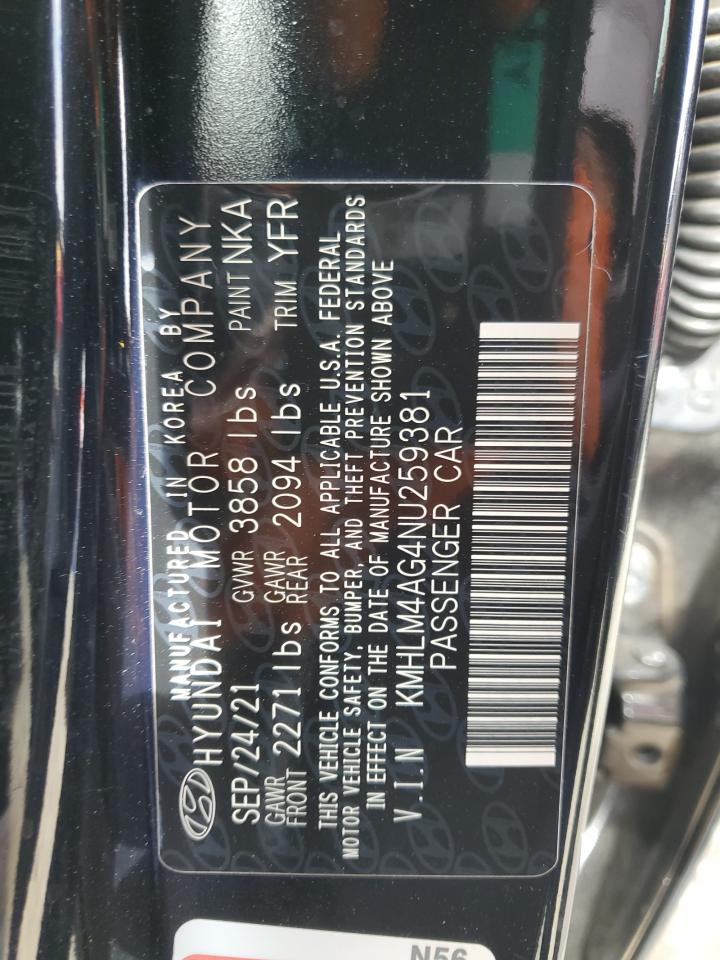 MANUFACTURED IN KOREA BY
HYUNDAI MOTOR COMPANY
SEP/24/21 GVWR 3858 lbs PAINT NKA
GAWR FRONT 2271 lbs GAWR REAR 2094 lbs TRIM YFR
THIS VEHICLE CONFORMS TO ALL APPLICABLE U.S.A. FEDERAL
MOTOR VEHICLE SAFETY, BUMPER, AND THEFT PREVENTION STANDARDS
IN EFFECT ON THE DATE OF MANUFACTURE SHOWN ABOVE
V.I.N KMHLM4AG4NU259381
PASSENGER CAR
N56